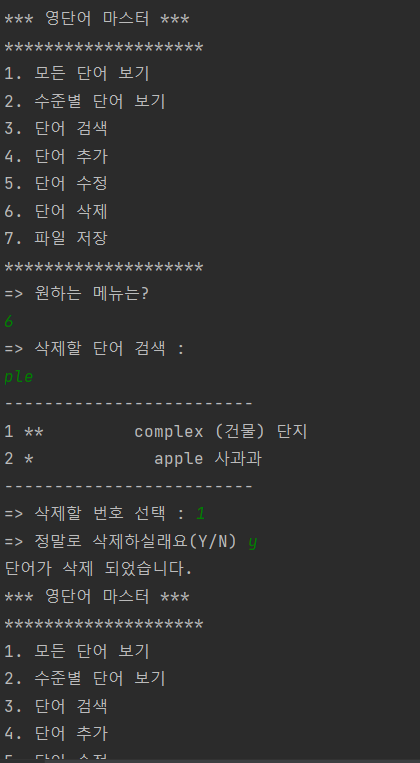 *** 영단어 마스터 ***
********************
1. 모든 단어 보기
2. 수준별 단어 보기
3. 단어 검색
4. 단어 추가
5. 단어 수정
6. 단어 삭제
7. 파일 저장
********************
=> 원하는 메뉴는?
6
=> 삭제할 단어 검색 :
ple
-------------------------
1 **         complex (건물) 단지
2 *            apple 사과과
-------------------------
=> 삭제할 번호 선택 : 1
=> 정말로 삭제하실래요(Y/N) y
단어가 삭제 되었습니다.
*** 영단어 마스터 ***
********************
1. 모든 단어 보기
2. 수준별 단어 보기
3. 단어 검색
4. 단어 추가
5. 단어 수정